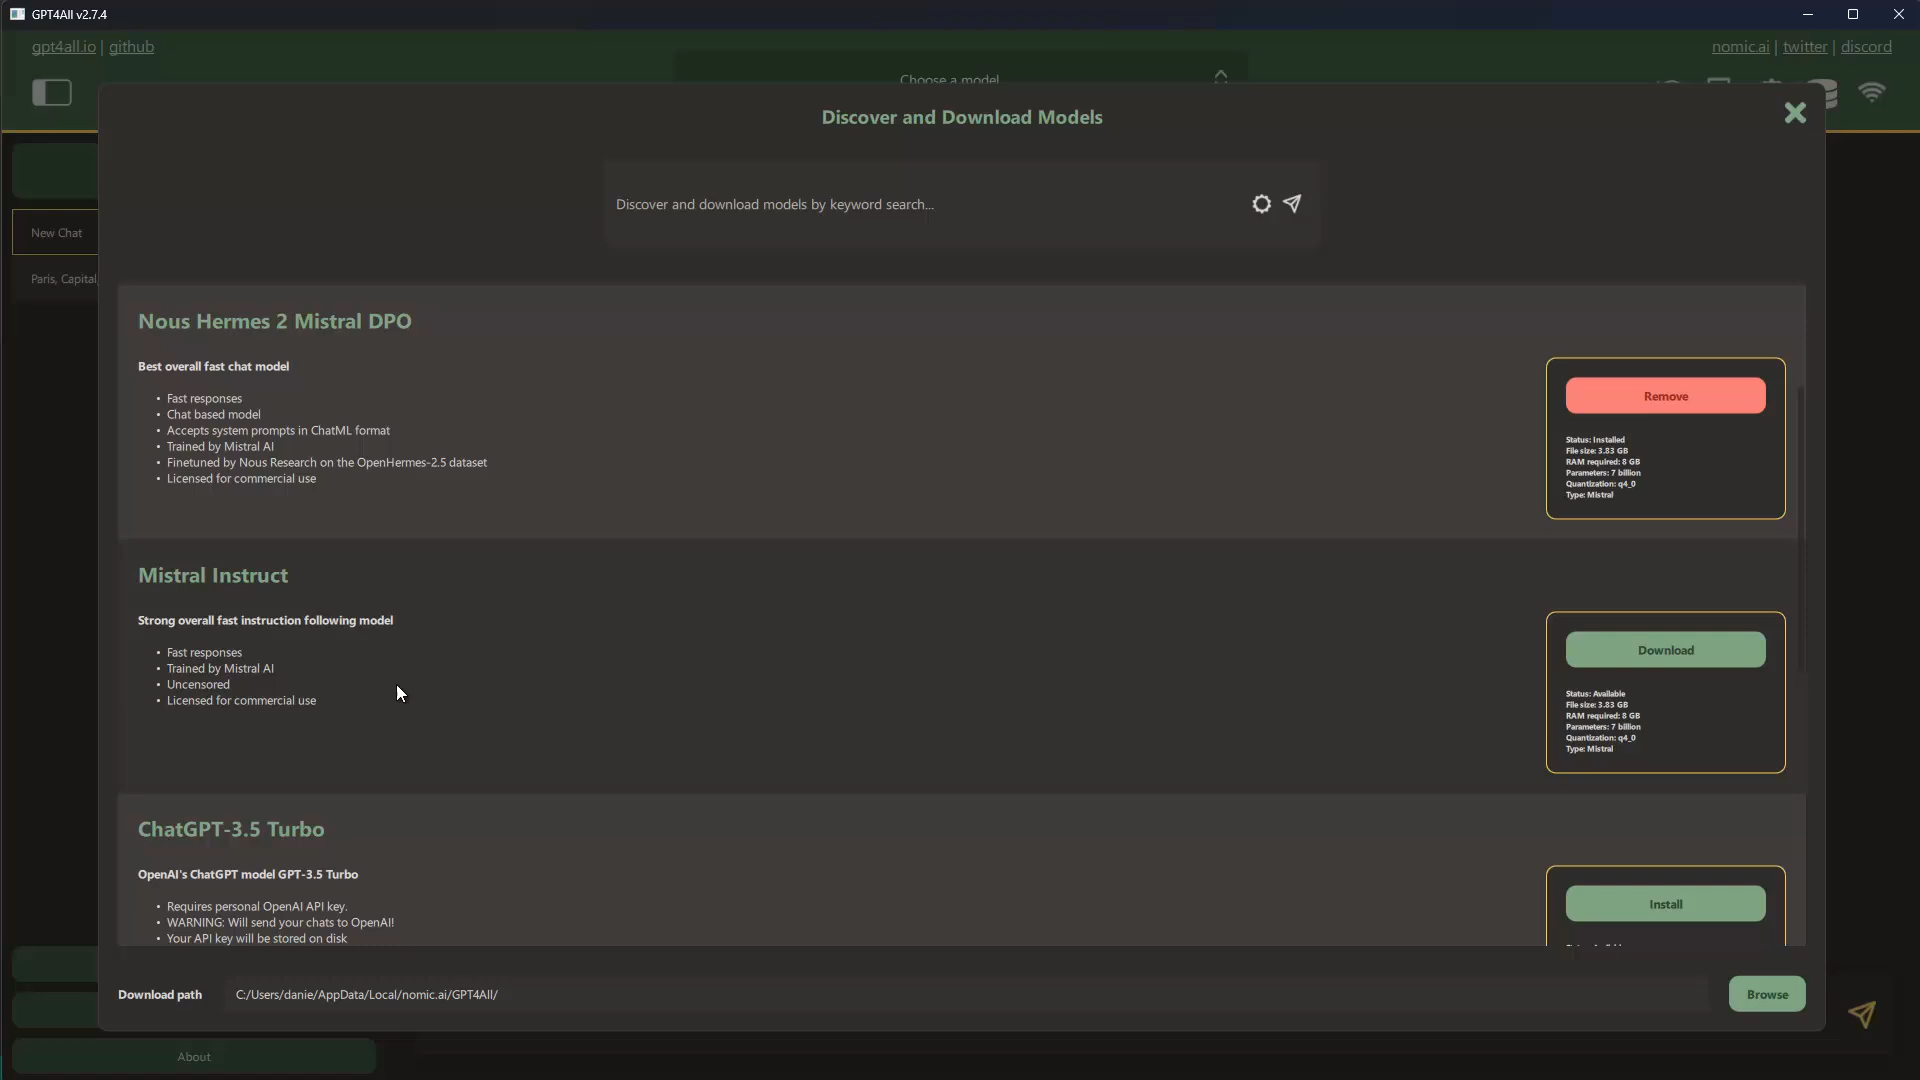 GPT4All v2.7.4
gpt4all.io | github
nomic.ai | twitter | discord
Choose a model
Discover and Download Models
Discover and download models by keyword search...
New Chat
Paris, Capital
Nous Hermes 2 Mistral DPO
Best overall fast chat model
• Fast responses
• Chat based model
• Accepts system prompts in ChatML format
• Trained by Mistral AI
• Finetuned by Nous Research on the OpenHermes-2.5 dataset
• Licensed for commercial use
Remove
Status: Installed
File size: 3.83 GB
RAM required: 8 GB
Parameters: 7 billion
Quantization: q4_0
Type: Mistral
Mistral Instruct
Strong overall fast instruction following model
• Fast responses
• Trained by Mistral AI
• Uncensored
• Licensed for commercial use
Download
Status: Available
File size: 3.83 GB
RAM required: 8 GB
Parameters: 7 billion
Quantization: q4_0
Type: Mistral
ChatGPT-3.5 Turbo
OpenAI's ChatGPT model GPT-3.5 Turbo
• Requires personal OpenAI API key.
• WARNING: Will send your chats to OpenAI!
• Your API key will be stored on disk
Install
Download path
C:/Users/danie/AppData/Local/nomic.ai/GPT4All/
Browse
About